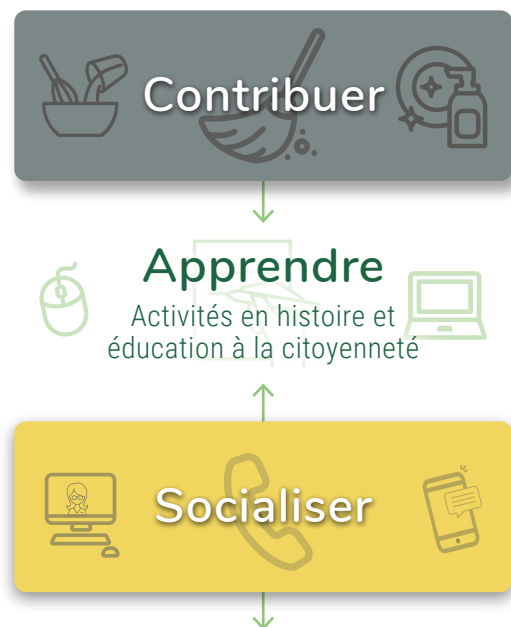 Contribuer
Apprendre
Activités en histoire et
éducation à la citoyenneté
Socialiser